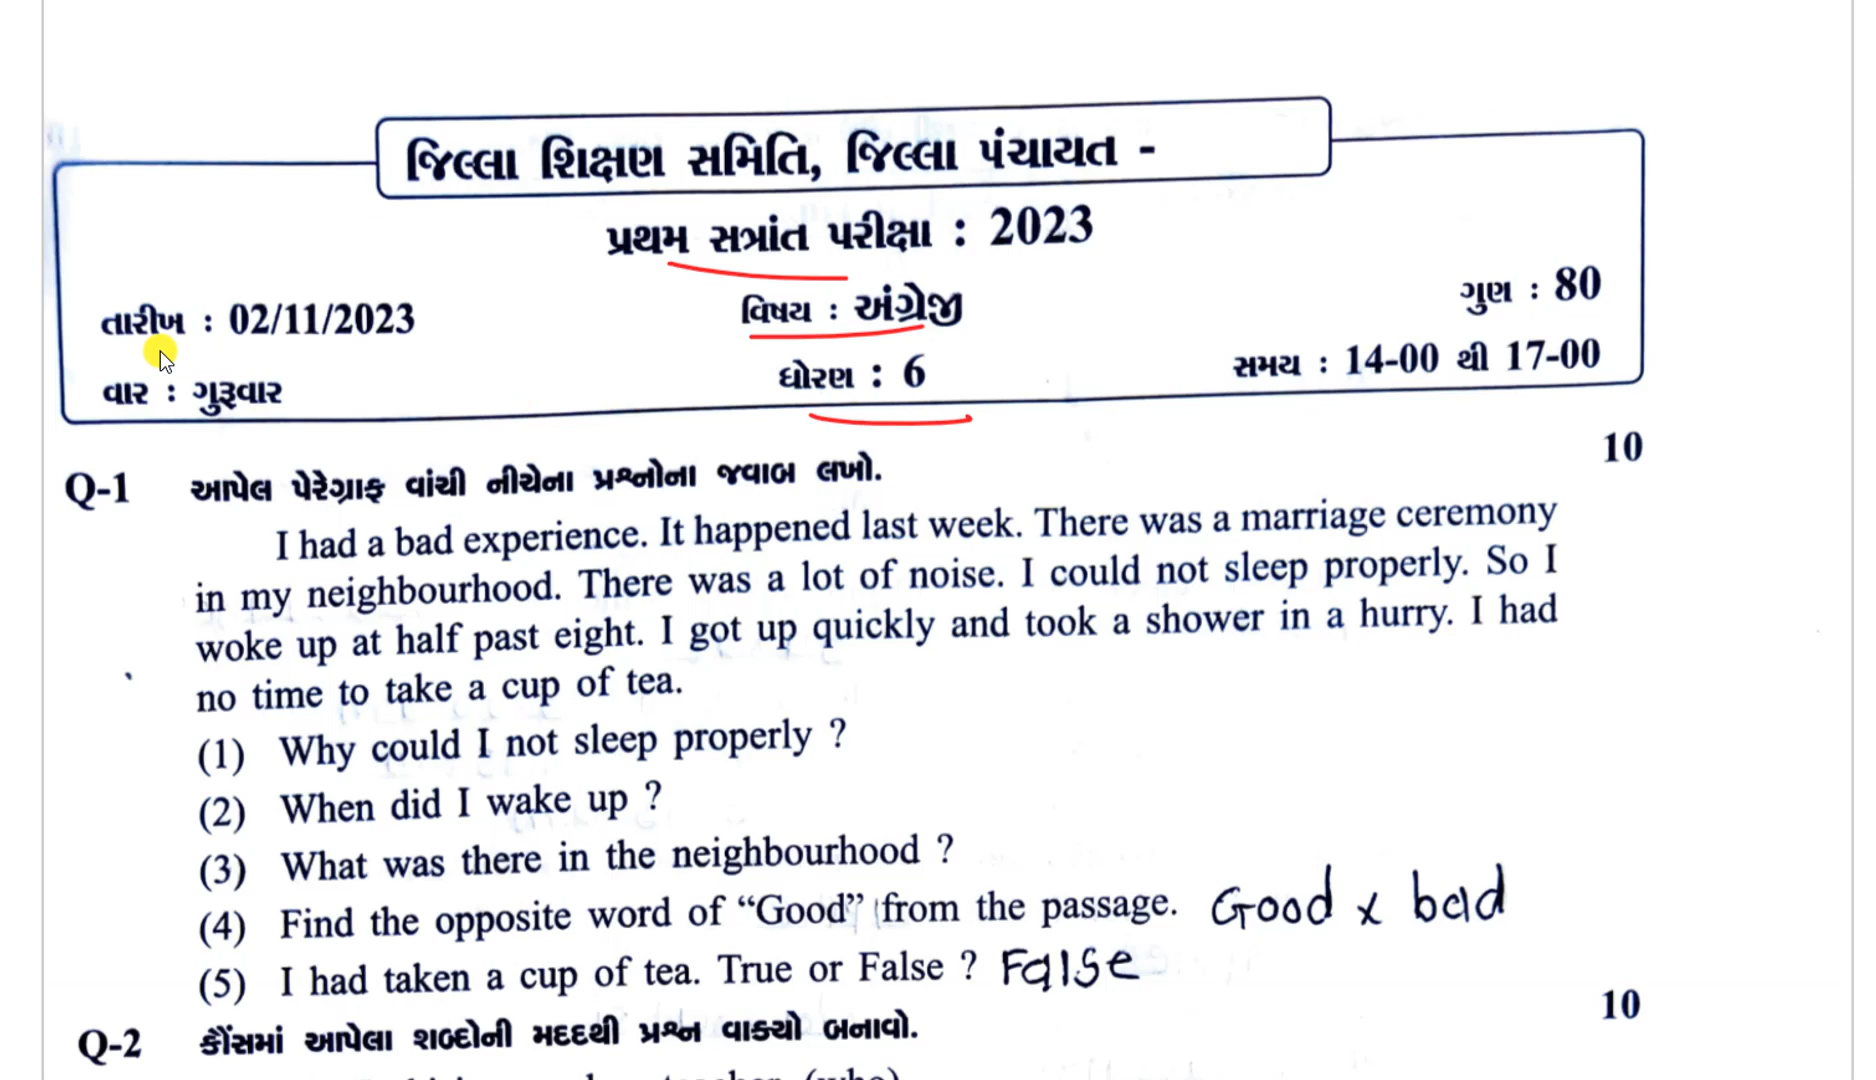 જિલ્લા શિક્ષણ સમિતિ, જિલ્લા પંચાયત -
પ્રથમ સત્રાંત પરીક્ષા : 2023
તારીખ : 02/11/2023
વિષય : અંગ્રેજી
ગુણ : 80
વાર : ગુરૂવાર
ધોરણ : 6
સમય : 14-00 થી 17-00
Q-1 આપેલ પેરેગ્રાફ વાંચી નીચેના પ્રશ્નોના જવાબ લખો. 10
I had a bad experience. It happened last week. There was a marriage ceremony
in my neighbourhood. There was a lot of noise. I could not sleep properly. So I
woke up at half past eight. I got up quickly and took a shower in a hurry. I had
no time to take a cup of tea.
(1) Why could I not sleep properly ?
(2) When did I wake up ?
(3) What was there in the neighbourhood ?
(4) Find the opposite word of “Good” from the passage. Good x bad
(5) I had taken a cup of tea. True or False ? False
Q-2 કૌંસમાં આપેલા શબ્દોની મદદથી પ્રશ્ન વાક્યો બનાવો. 10